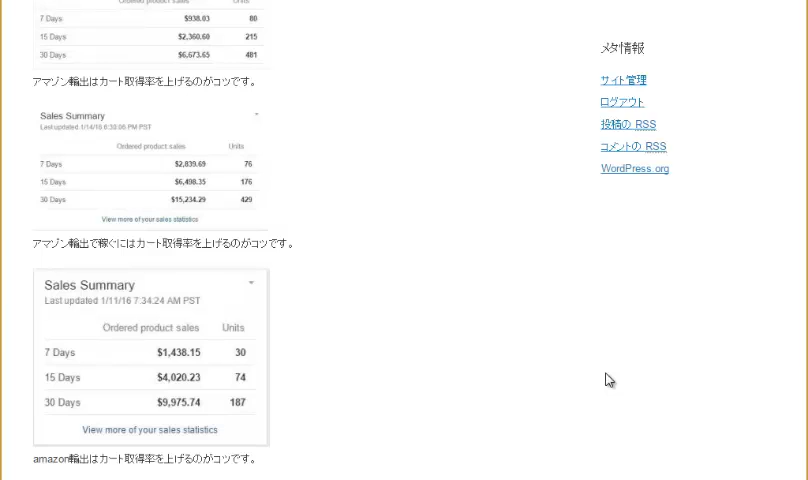 Ordered product sales Units
7 Days $938.03 80
15 Days $2,360.60 215
30 Days $6,673.65 481
アマゾン輸出はカート取得率を上げるのがコツです。
Sales Summary
Last updated 1/14/16 6:30:06 PM PST
Ordered product sales Units
7 Days $2,839.69 76
15 Days $6,498.35 176
30 Days $15,234.29 429
View more of your sales statistics
アマゾン輸出で稼ぐにはカート取得率を上げるのがコツです。
Sales Summary
Last updated 1/11/16 7:34:24 AM PST
Ordered product sales Units
7 Days $1,438.15 30
15 Days $4,020.23 74
30 Days $9,975.74 187
View more of your sales statistics
amazon輸出はカート取得率を上げるのがコツです。
メタ情報
サイト管理
ログアウト
投稿の RSS
コメントの RSS
WordPress.org